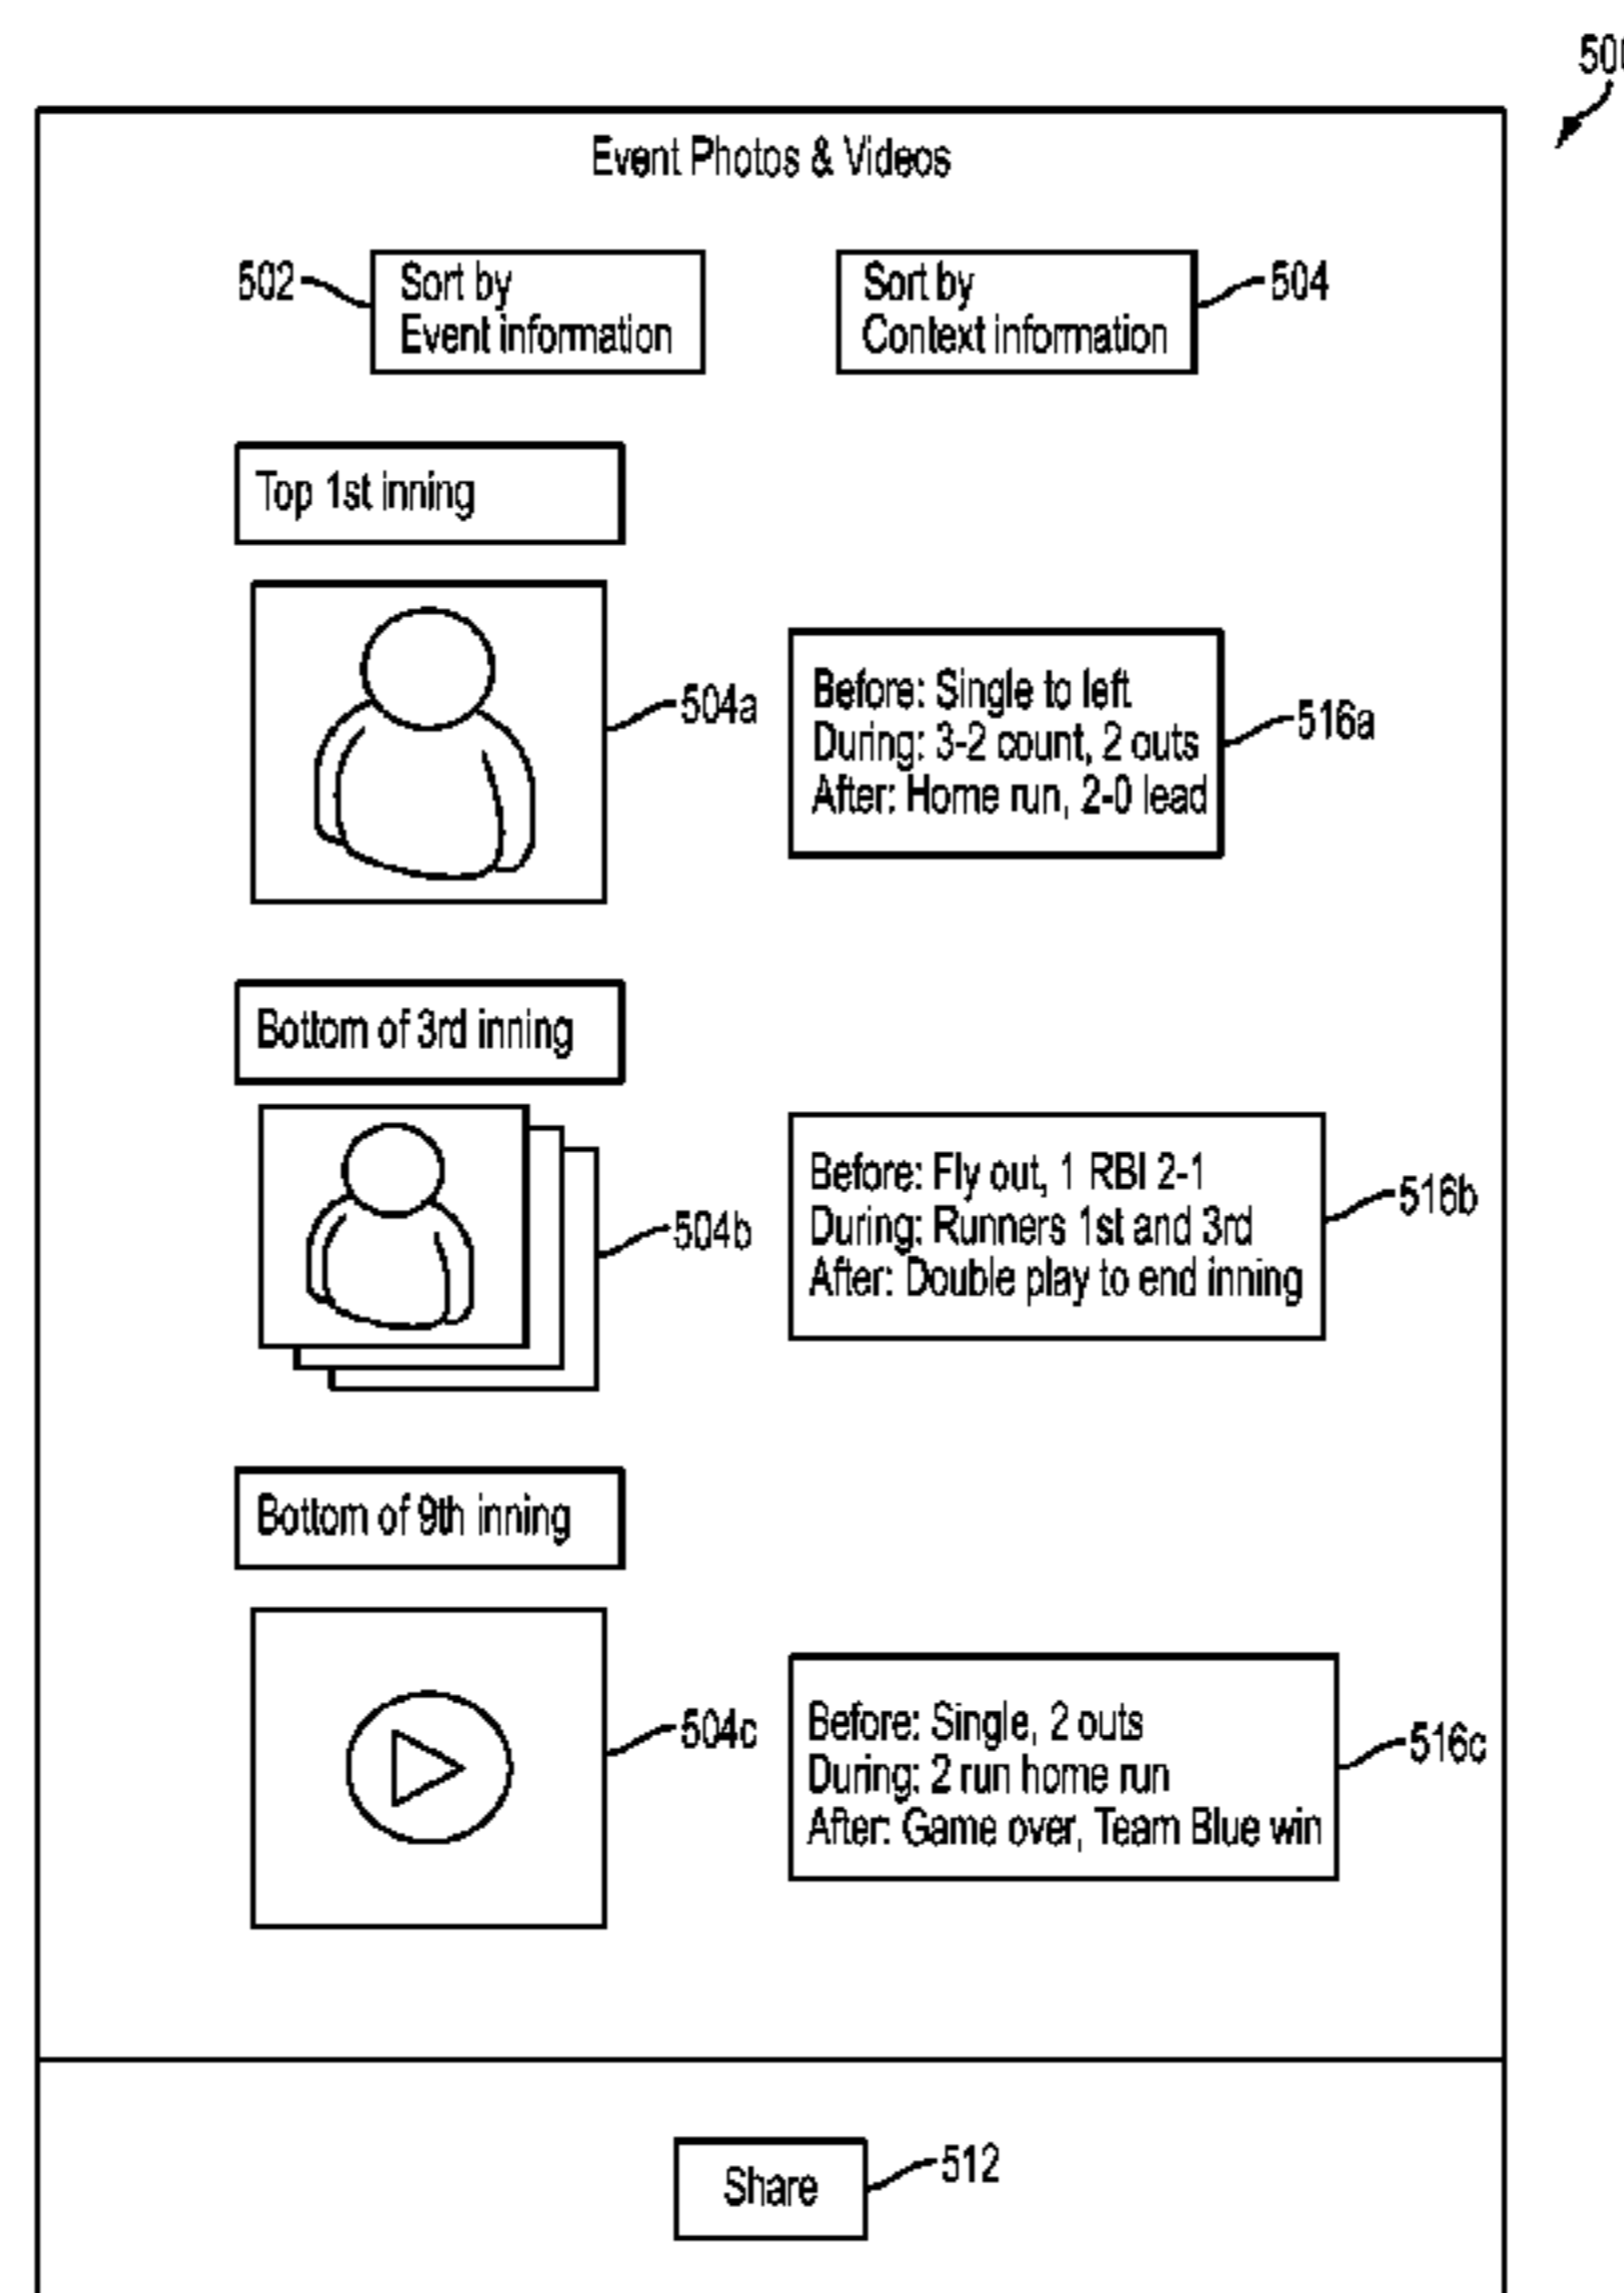 Event Photos & Videos
502
Sort by
Event information
Sort by
Context information
504
Top 1st inning
504a
Before: Single to left
During: 3-2 count, 2 outs
After: Home run, 2-0 lead
516a
Bottom of 3rd inning
504b
Before: Fly out, 1 RBI 2-1
During: Runners 1st and 3rd
After: Double play to end inning
516b
Bottom of 9th inning
504c
Before: Single, 2 outs
During: 2 run home run
After: Game over, Team Blue win
516c
Share
512